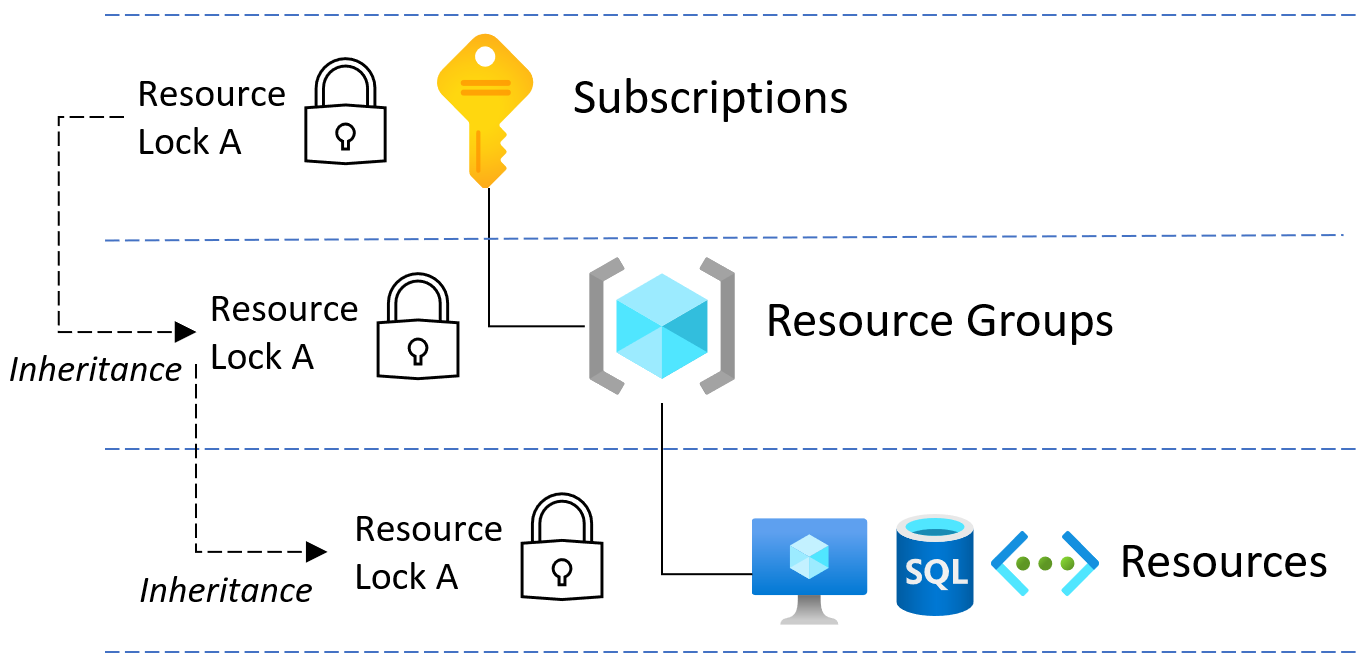 Resource
Lock A
Subscriptions
Resource
Lock A
Resource Groups
Inheritance
Resource
Lock A
SQL
Resources
Inheritance